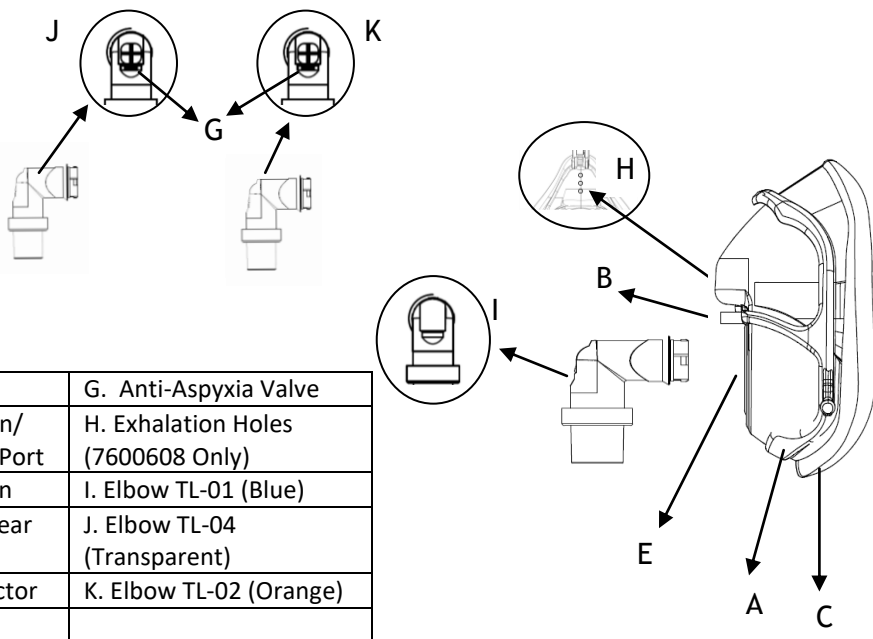 J
K
G
H
B
I
E
A
C
G. Anti-Aspyxia Valve
n/
Port
H. Exhalation Holes
(7600608 Only)
n
I. Elbow TL-01 (Blue)
ear
J. Elbow TL-04
(Transparent)
ctor
K. Elbow TL-02 (Orange)